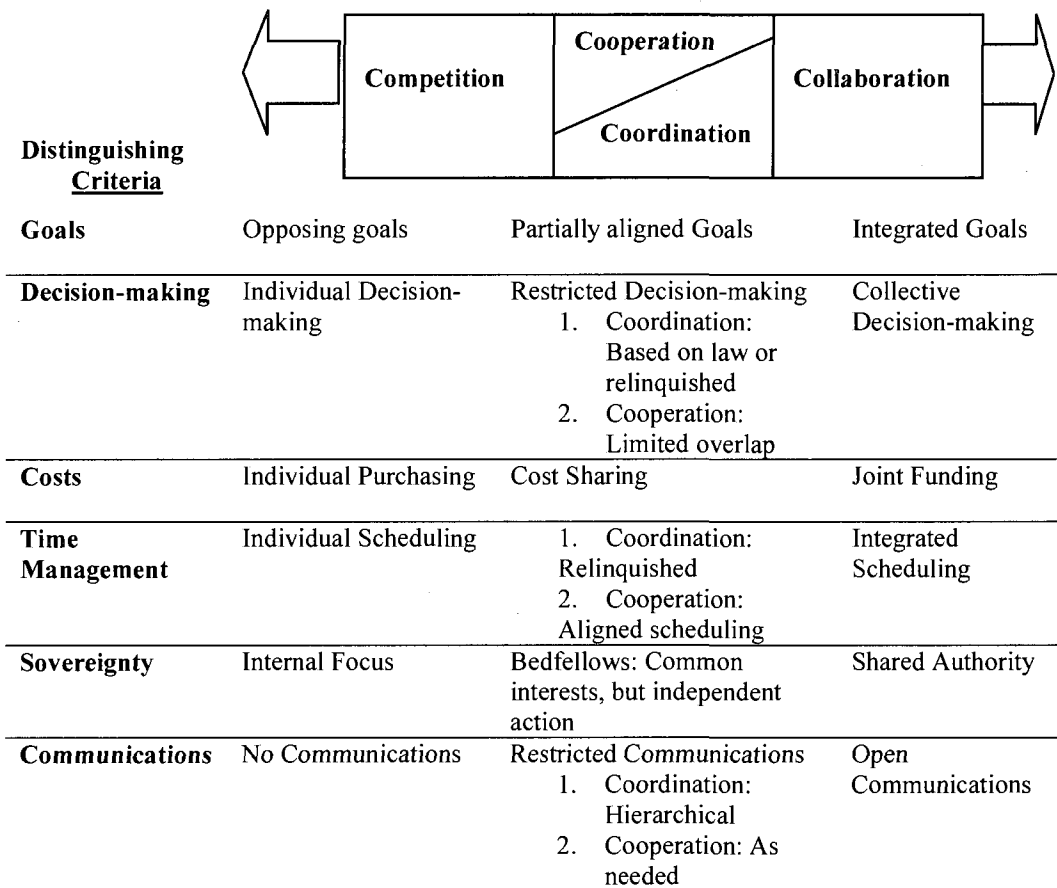 Cooperation
Competition
Collaboration
Coordination
Distinguishing
Criteria
Goals Opposing goals Partially aligned Goals Integrated Goals
Decision-making Individual Decision- Restricted Decision-making Collective
making 1. Coordination: Decision-making
Based on law or
relinquished
2. Cooperation:
Limited overlap
Costs Individual Purchasing Cost Sharing Joint Funding
Time Individual Scheduling 1. Coordination: Integrated
Management Relinquished Scheduling
2. Cooperation:
Aligned scheduling
Sovereignty Internal Focus Bedfellows: Common Shared Authority
interests, but independent
action
Communications No Communications Restricted Communications Open
1. Coordination: Communications
Hierarchical
2. Cooperation: As
needed